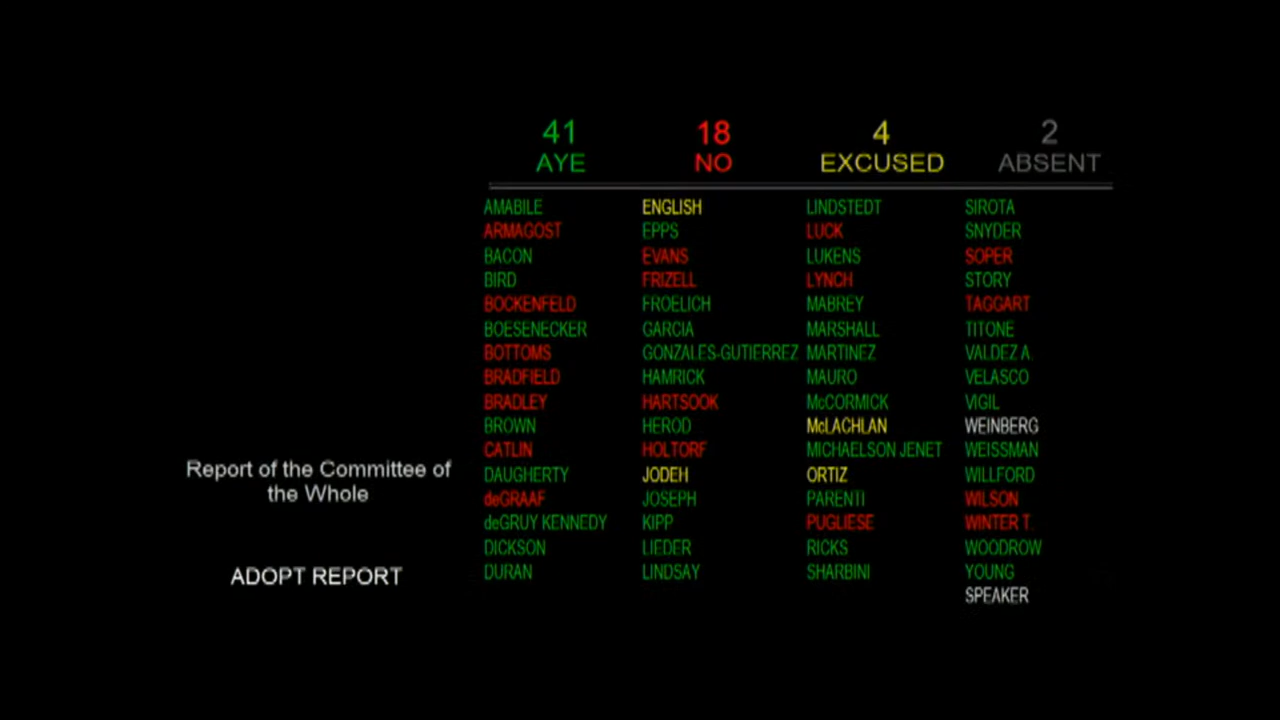 41 18 4 2
AYE NO EXCUSED ABSENT
AMABILE ENGLISH LINDSTEDT SIROTA
ARMAGOST EPPS LUCK SNYDER
BACON EVANS LUKENS SOPER
BIRD FRIZELL LYNCH STORY
BOCKENFELD FROELICH MABREY TAGGART
BOESENECKER GARCIA MARSHALL TITONE
BOTTOMS GONZALES-GUTIERREZ MARTINEZ VALDEZ A.
BRADFIELD HAMRICK MAURO VELASCO
BRADLEY HARTSOOK McCORMICK VIGIL
BROWN HEROD McLACHLAN WEINBERG
CATLIN HOLTORF MICHAELSON JENET WEISSMAN
DAUGHERTY JODEH ORTIZ WILLFORD
deGRAAF JOSEPH PARENTI WILSON
deGRUY KENNEDY KIPP PUGLIESE WINTER T.
DICKSON LIEDER RICKS WOODROW
DURAN LINDSAY SHARBINI YOUNG
SPEAKER
Report of the Committee of
the Whole
ADOPT REPORT